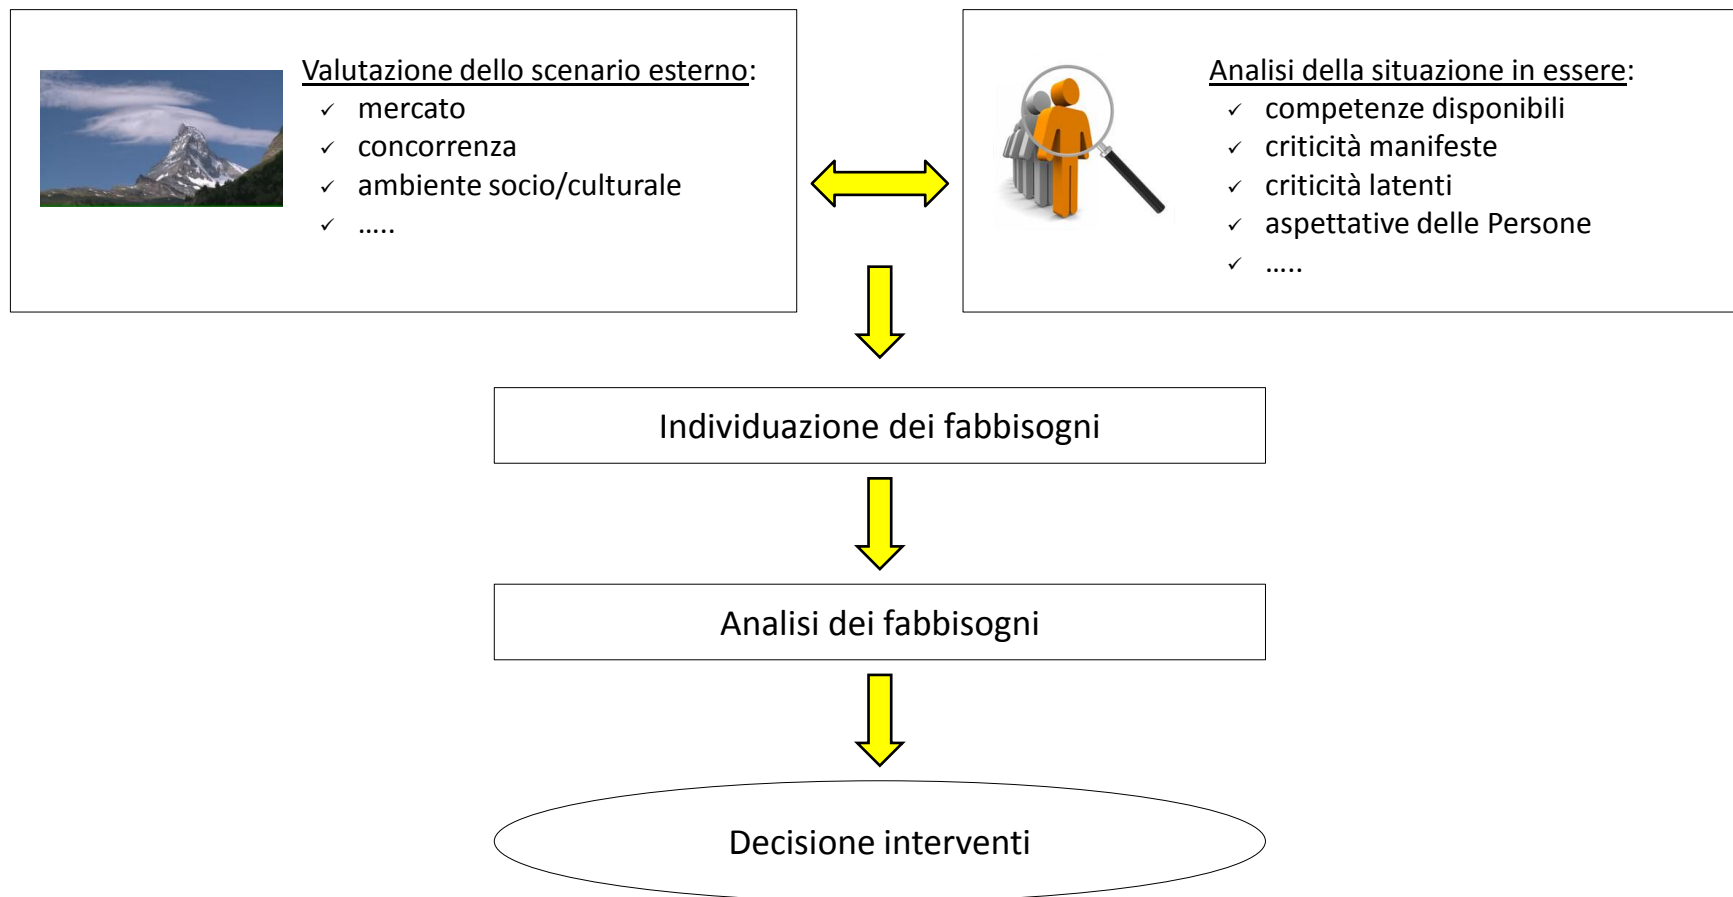 Valutazione dello scenario esterno:
✓ mercato
✓ concorrenza
✓ ambiente socio/culturale
✓ …..
Analisi della situazione in essere:
✓ competenze disponibili
✓ criticità manifeste
✓ criticità latenti
✓ aspettative delle Persone
✓ …..
Individuazione dei fabbisogni
Analisi dei fabbisogni
Decisione interventi